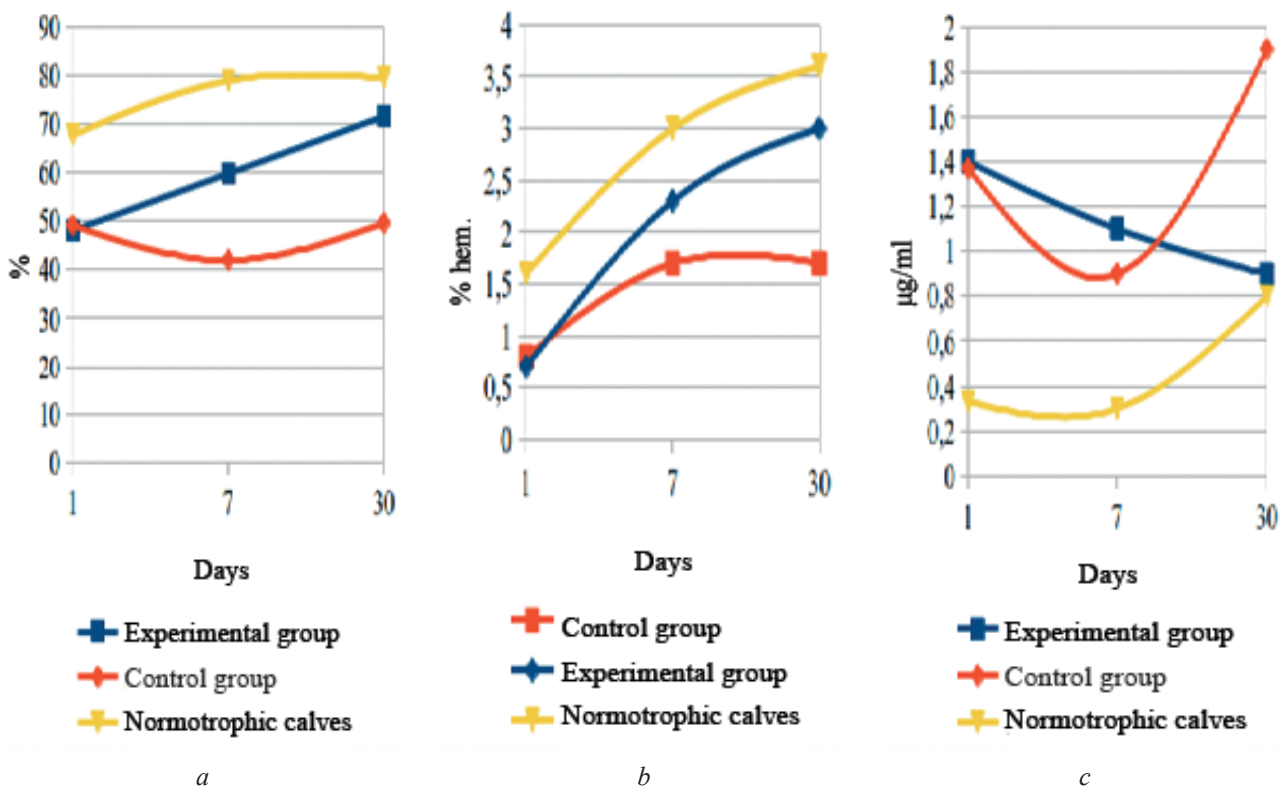 90
80
70
60
50
40
30
20
10
0
%
1 7 30
Days
Experimental group
Control group
Normotrophic calves
a
4
3,5
3
2,5
2
1,5
1
0,5
0
% hem.
1 7 30
Days
Control group
Experimental group
Normotrophic calves
b
2
1,8
1,6
1,4
1,2
1
0,8
0,6
0,4
0,2
0
µg/ml
1 7 30
Days
Experimental group
Control group
Normotrophic calves
c